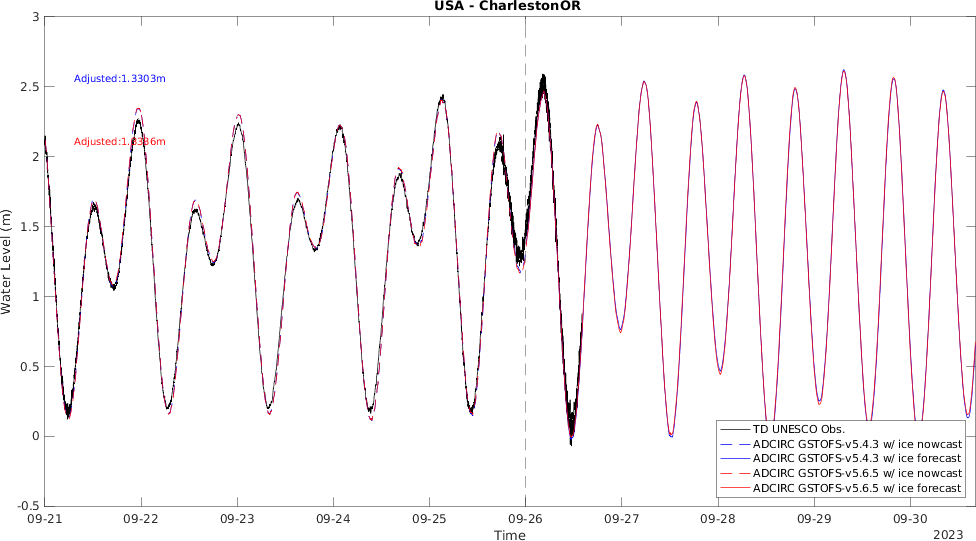 USA - CharlestonOR
3
2.5
2
1.5
1
0.5
0
-0.5
Water Level (m)
Adjusted:1.3303m
TD UNESCO Obs.
ADCIRC GSTOFS-v5.4.3 w/ ice nowcast
ADCIRC GSTOFS-v5.4.3 w/ ice forecast
ADCIRC GSTOFS-v5.6.5 w/ ice nowcast
ADCIRC GSTOFS-v5.6.5 w/ ice forecast
09-21 09-22 09-23 09-24 09-25 09-26 09-27 09-28 09-29 09-30
Time
2023